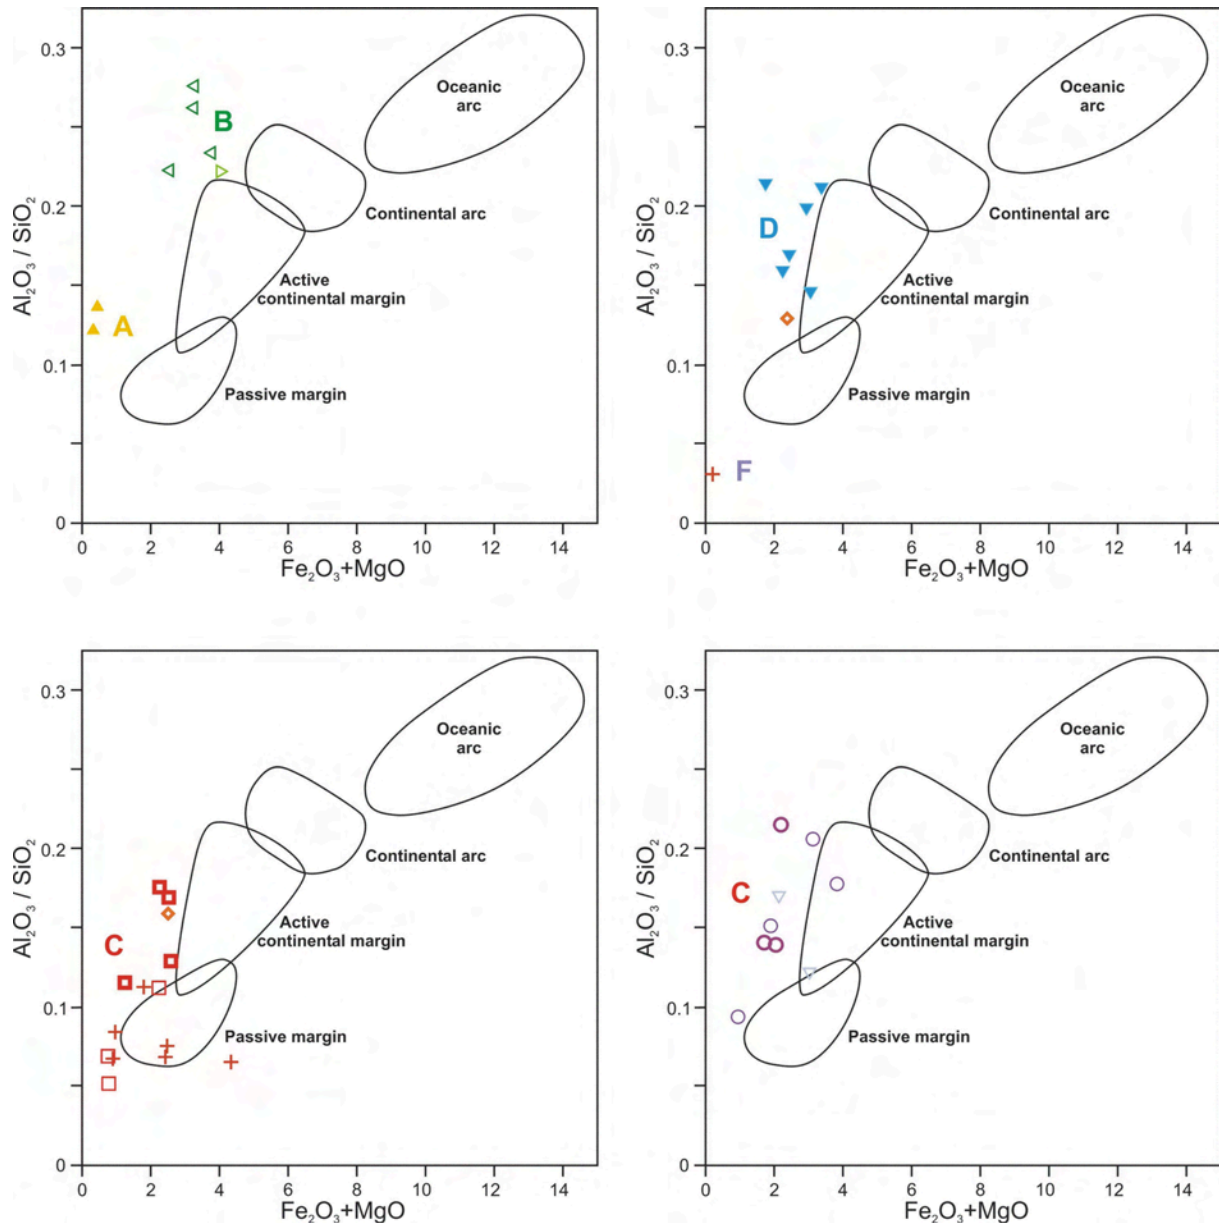 0.3
0.2
0.1
0
Al₂O₃ / SiO₂
B
A
Oceanic
arc
Continental arc
Active
continental margin
Passive margin
0 2 4 6 8 10 12 14
Fe₂O₃+MgO
0.3
0.2
0.1
0
Al₂O₃ / SiO₂
D
F
Oceanic
arc
Continental arc
Active
continental margin
Passive margin
0 2 4 6 8 10 12 14
Fe₂O₃+MgO
0.3
0.2
0.1
0
Al₂O₃ / SiO₂
C
Oceanic
arc
Continental arc
Active
continental margin
Passive margin
0 2 4 6 8 10 12 14
Fe₂O₃+MgO
0.3
0.2
0.1
0
Al₂O₃ / SiO₂
C
Oceanic
arc
Continental arc
Active
continental margin
Passive margin
0 2 4 6 8 10 12 14
Fe₂O₃+MgO